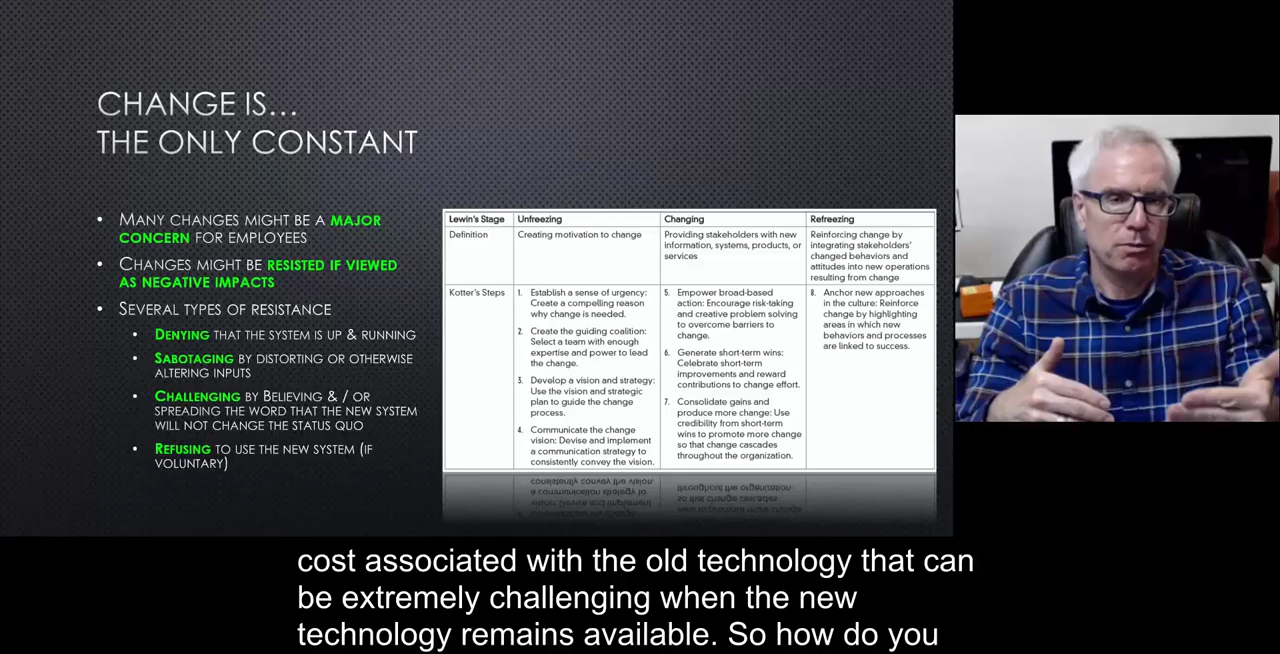 CHANGE IS...
THE ONLY CONSTANT
• MANY CHANGES MIGHT BE A MAJOR
CONCERN FOR EMPLOYEES
• CHANGES MIGHT BE RESISTED IF VIEWED
AS NEGATIVE IMPACTS
• SEVERAL TYPES OF RESISTANCE
• DENYING THAT THE SYSTEM IS UP & RUNNING
• SABOTAGING BY DISTORTING OR OTHERWISE
ALTERING INPUTS
• CHALLENGING BY BELIEVING & / OR
SPREADING THE WORD THAT THE NEW SYSTEM
WILL NOT CHANGE THE STATUS QUO
• REFUSING TO USE THE NEW SYSTEM (IF
VOLUNTARY)
Lewin's Stage Unfreezing Changing Refreezing
Definition
Creating motivation to change
Providing stakeholders with new
information, systems, products, or
services
Reinforcing change by
integrating stakeholders'
changed behaviors and
attitudes into new operations
resulting from change
Kotter's Steps
1. Establish a sense of urgency:
Create a compelling reason
why change is needed.
2. Create the guiding coalition:
Select a team with enough
expertise and power to lead
the change.
3. Develop a vision and strategy:
Use the vision and strategic
plan to guide the change
process.
4. Communicate the change
vision: Devise and implement
a communication strategy to
consistently convey the vision.
5. Empower broad-based
action: Encourage risk-taking
and creative problem solving
to overcome barriers to
change.
6. Generate short-term wins:
Celebrate short-term
improvements and reward
contributions to change effort.
7. Consolidate gains and
produce more change: Use
credibility from short-term
wins to promote more change
so that change cascades
throughout the organization.
8. Anchor new approaches
in the culture: Reinforce
change by highlighting
areas in which new
behaviors and processes
are linked to success.
cost associated with the old technology that can
be extremely challenging when the new
technology remains available. So how do you